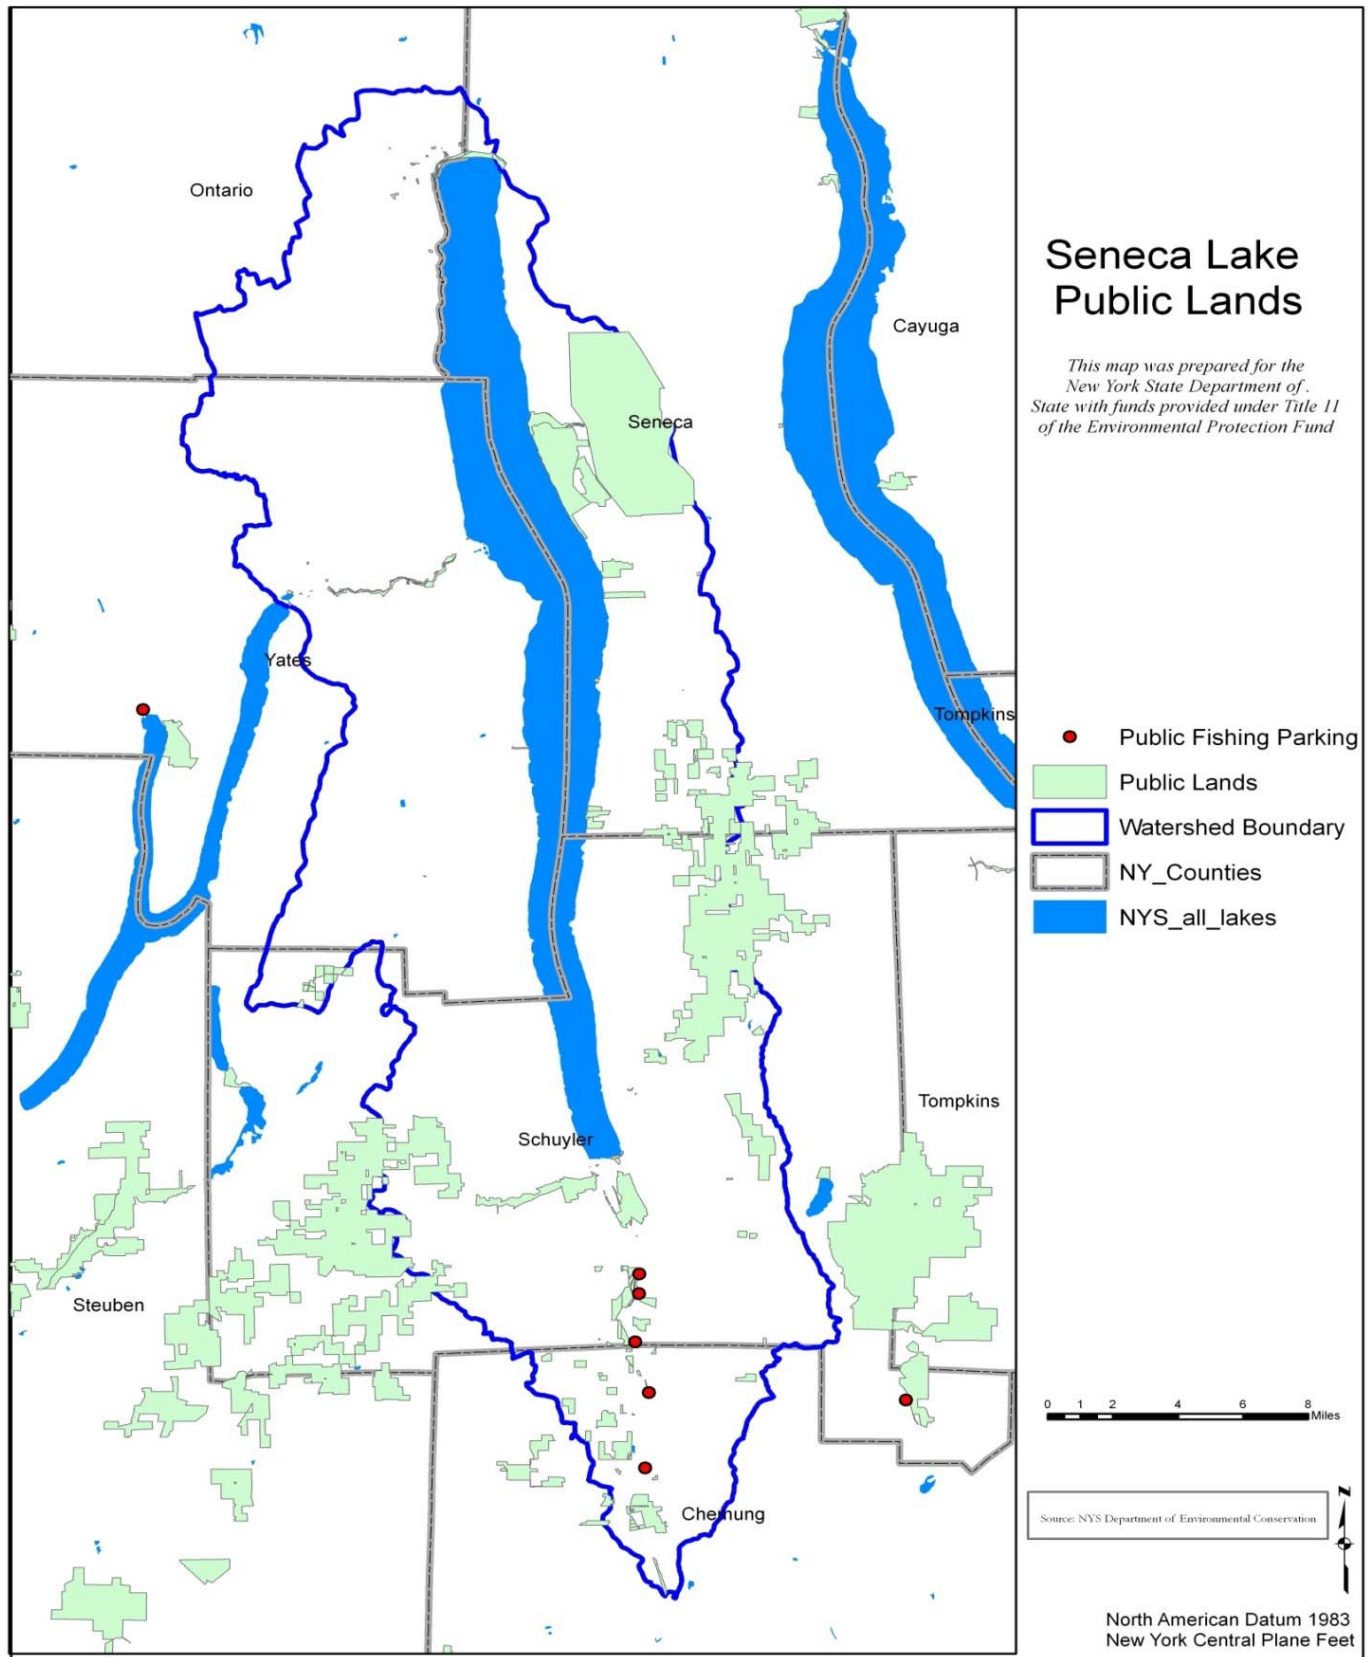 Ontario
Cayuga
Seneca
Yates
Tompkins
Tompkins
Schuyler
Steuben
Chemung
Seneca Lake
Public Lands
This map was prepared for the
New York State Department of .
State with funds provided under Title 11
of the Environmental Protection Fund
Public Fishing Parking
Public Lands
Watershed Boundary
NY_Counties
NYS_all_lakes
0 1 2 4 6 8
Miles
Source: NYS Department of Environmental Conservation
N
North American Datum 1983
New York Central Plane Feet